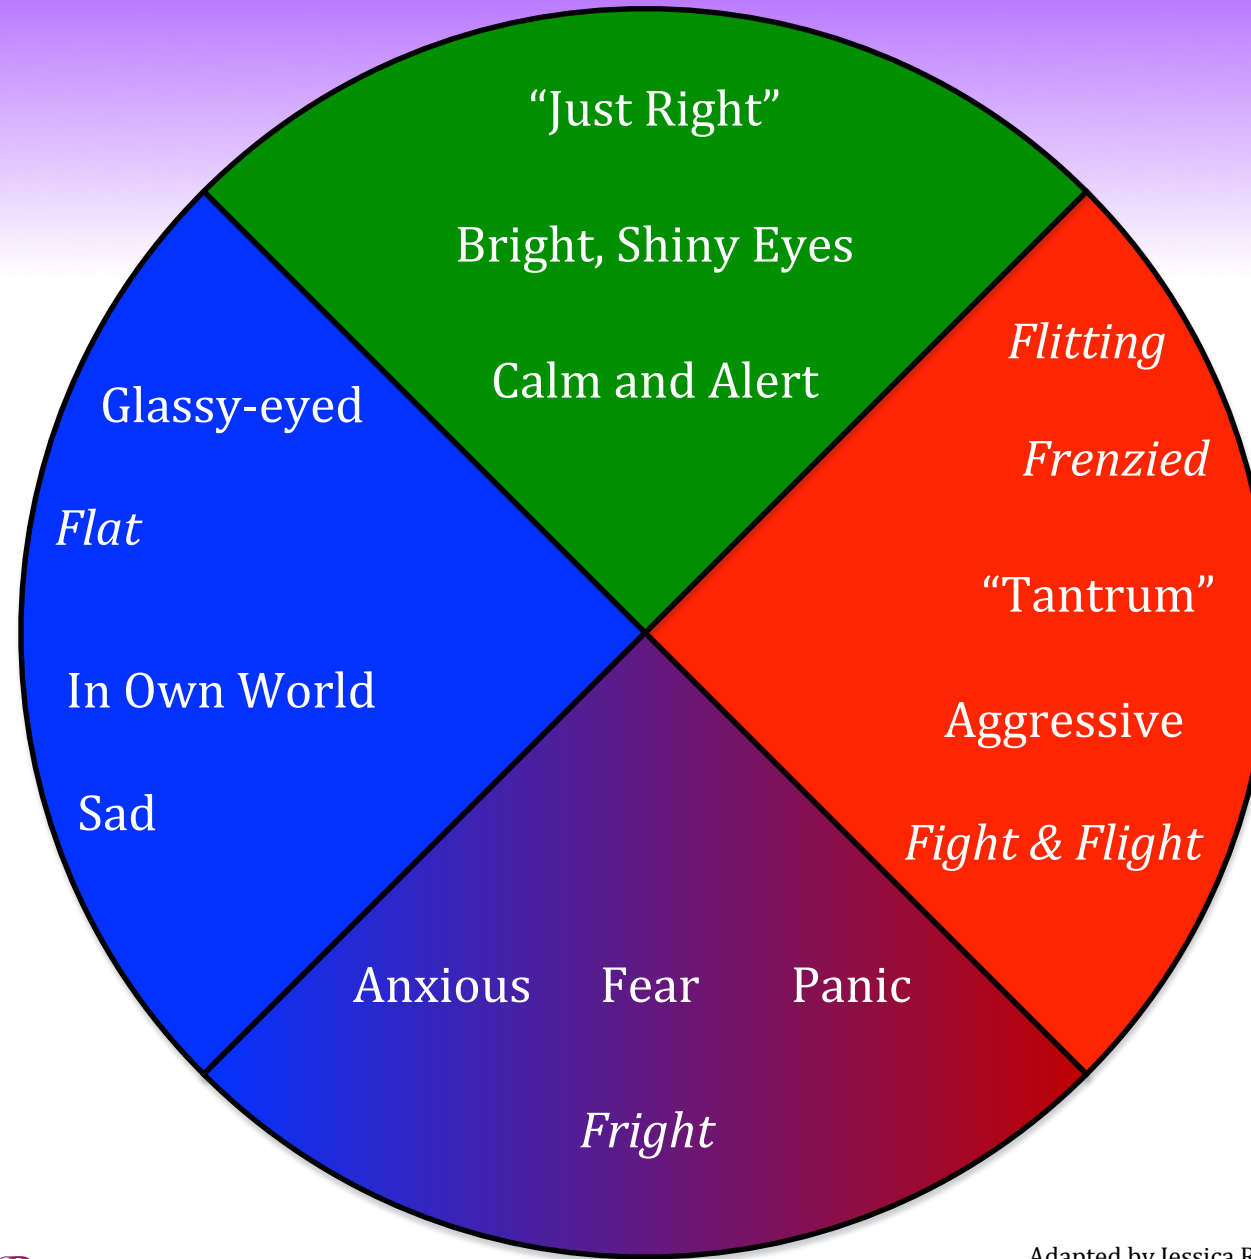 “Just Right”
Bright, Shiny Eyes
Calm and Alert
Glassy-eyed
Flat
In Own World
Sad
Flitting
Frenzied
“Tantrum”
Aggressive
Fight & Flight
Anxious Fear Panic
Fright
Adapted by Jessica R